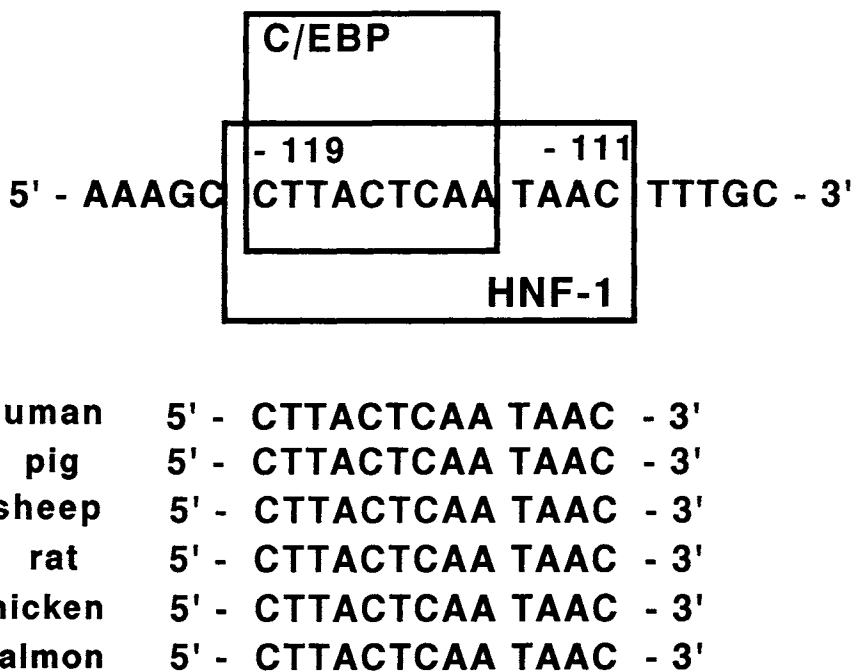 C/EBP
- 119 - 111
5' - AAAGC CTTACTCAA TAAC TTTGC - 3'
HNF-1
uman 5' - CTTACTCAA TAAC - 3'
pig 5' - CTTACTCAA TAAC - 3'
sheep 5' - CTTACTCAA TAAC - 3'
rat 5' - CTTACTCAA TAAC - 3'
hicken 5' - CTTACTCAA TAAC - 3'
almon 5' - CTTACTCAA TAAC - 3'